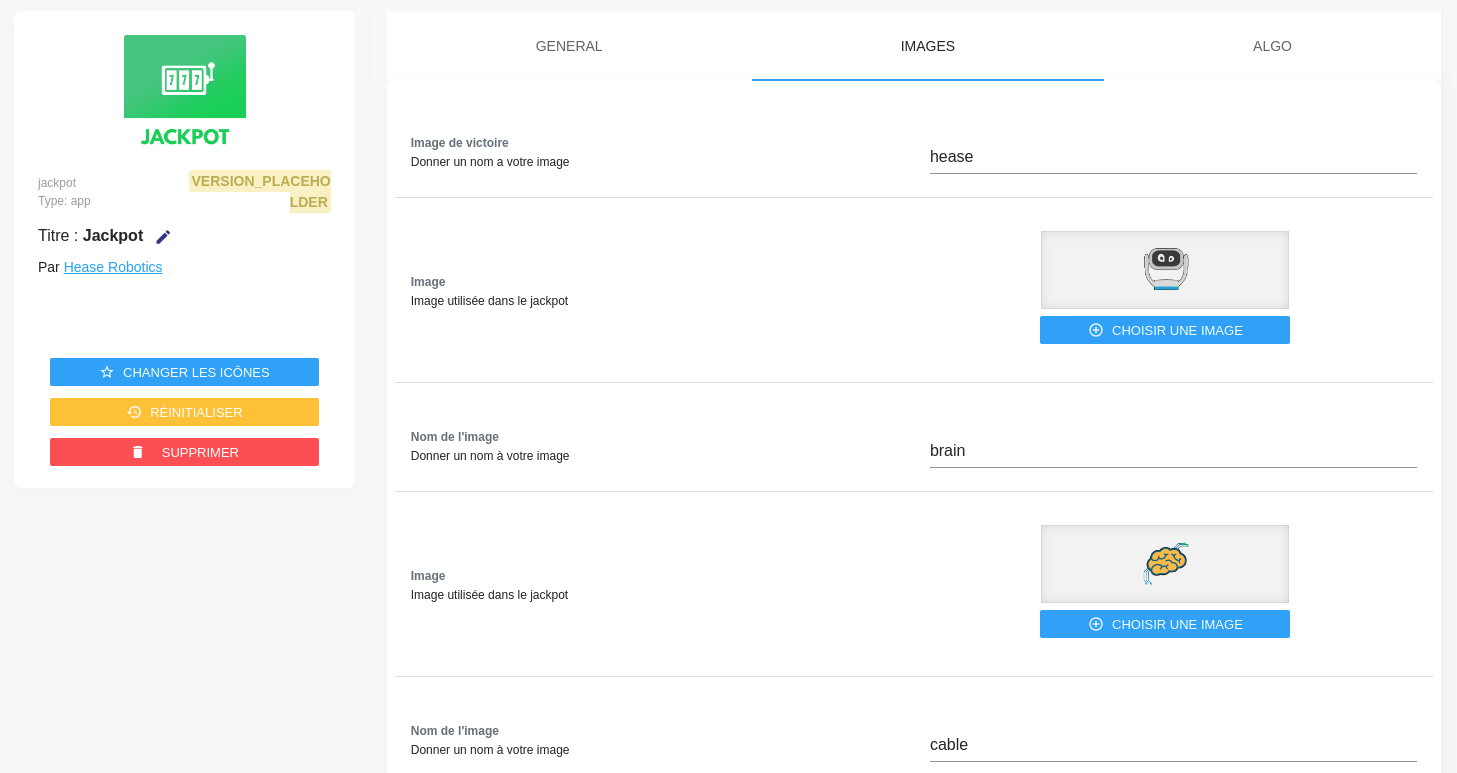 777
JACKPOT
jackpot
Type: app
VERSION_PLACEHO
LDER
Titre : Jackpot
Par Hease Robotics
CHANGER LES ICÔNES
RÉINITIALISER
SUPPRIMER
GENERAL
IMAGES
ALGO
Image de victoire
Donner un nom a votre image
hease
Image
Image utilisée dans le jackpot
CHOISIR UNE IMAGE
Nom de l'image
Donner un nom à votre image
brain
Image
Image utilisée dans le jackpot
CHOISIR UNE IMAGE
Nom de l'image
Donner un nom à votre image
cable